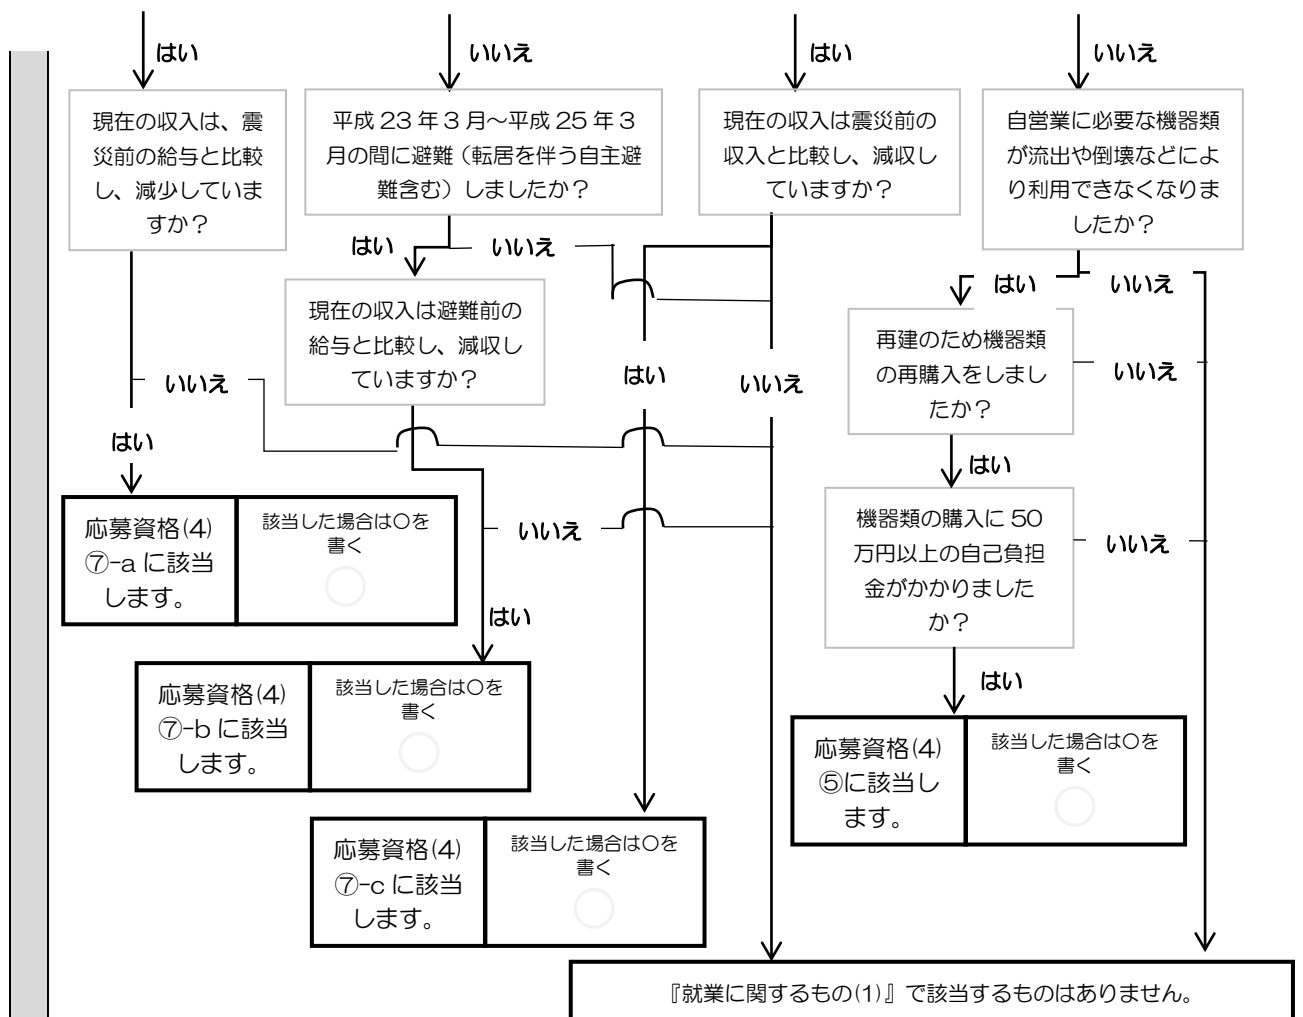 はい
いいえ
はい
いいえ
現在の収入は、震
災前の給与と比較
し、減少していま
すか？
平成 23 年 3 月～平成 25 年 3
月の間に避難（転居を伴う自主避
難含む）しましたか？
現在の収入は震災前の
収入と比較し、減収し
ていますか？
自営業に必要な機器類
が流出や倒壊などによ
り利用できなくなりま
したか？
はい
いいえ
はい
いいえ
現在の収入は避難前の
給与と比較し、減収し
ていますか？
再建のため機器類
の再購入をしまし
たか？
いいえ
いいえ
はい
いいえ
はい
はい
機器類の購入に 50
万円以上の自己負担
金がかかりました
か？
いいえ
いいえ
応募資格(4)
⑦-a に該当
します。
該当した場合は〇を
書く
はい
はい
応募資格(4)
⑦-b に該当
します。
該当した場合は〇を
書く
応募資格(4)
⑤に該当し
ます。
該当した場合は〇を
書く
応募資格(4)
⑦-c に該当
します。
該当した場合は〇を
書く
『就業に関するもの(1)』で該当するものはありません。